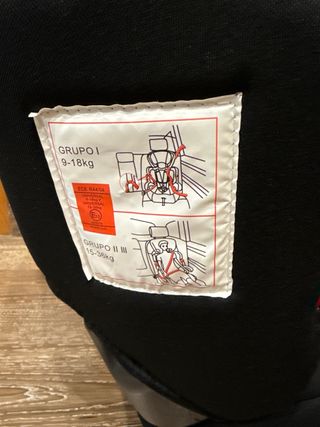 GRUPO I
9-18kg
ECE R44/04
GRUPO II III
15-36kg